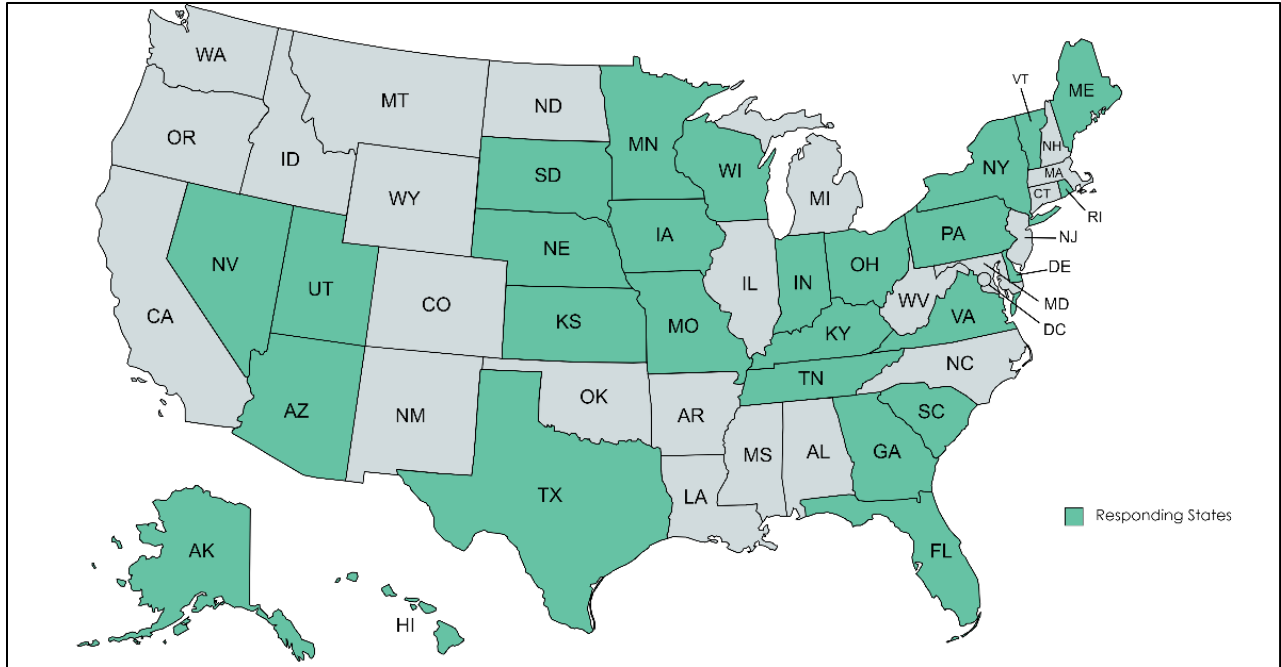 WA
MT
ND
MN
ME
VT
OR
ID
SD
WI
NY
NH
MA
WY
MI
CT
RI
NE
IA
PA
NJ
NV
UT
CO
IL
IN
OH
DE
WV
MD
CA
KS
MO
KY
VA
DC
TN
NC
AZ
NM
OK
AR
SC
MS
AL
GA
TX
LA
Responding States
AK
FL
HI